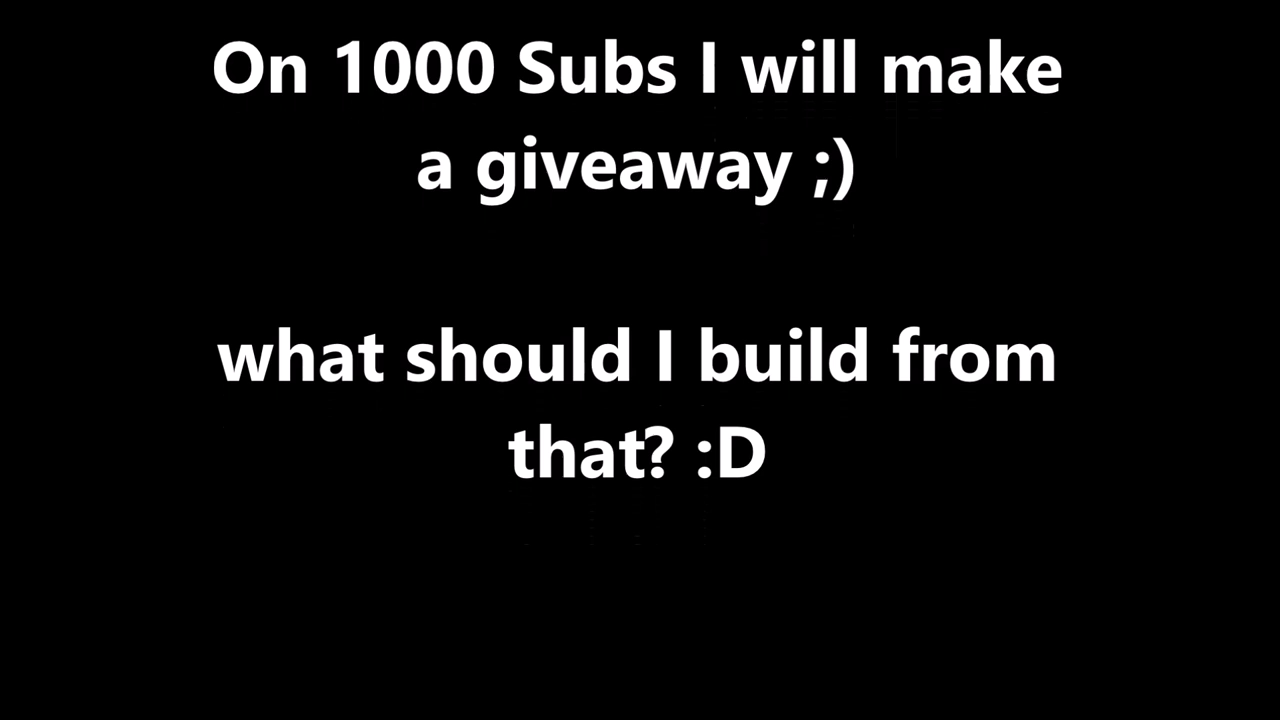 On 1000 Subs I will make
a giveaway ;)
what should I build from
that? :D